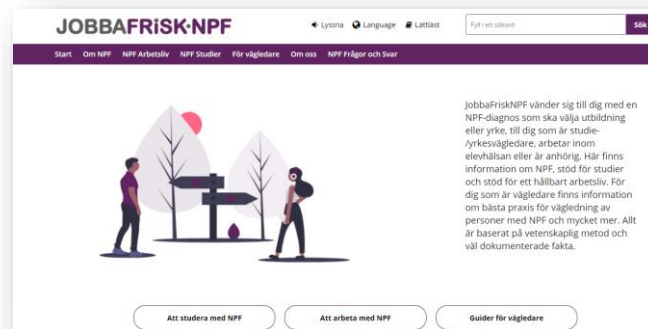 JOBBAFRiSK·NPF
Lyssna Language Lättläst
Fyll i ett sökord
Sök
Start Om NPF NPF Arbetsliv NPF Studier För vägledare Om oss NPF Frågor och Svar
JobbaFriskNPF vänder sig till dig med en
NPF-diagnos som ska välja utbildning
eller yrke, till dig som är studie-
/yrkesvägledare, arbetar inom
elevhälsan eller är anhörig. Här finns
information om NPF, stöd för studier
och stöd för ett hållbart arbetsliv. För
dig som är vägledare finns information
om bästa praxis för vägledning av
personer med NPF och mycket mer. Allt
är baserat på vetenskaplig metod och
väl dokumenterade fakta.
Att studera med NPF
Att arbeta med NPF
Guider för vägledare